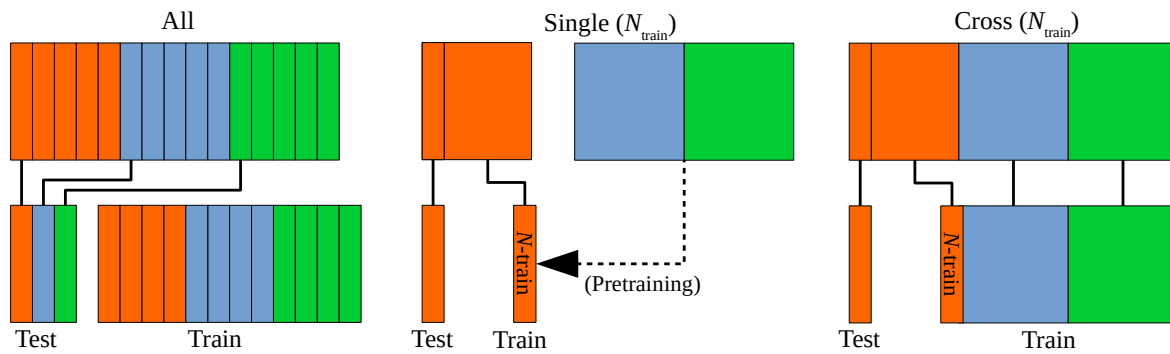 All
Single (N_train)
Cross (N_train)
N-train
(Pretraining)
N-train
Test
Train
Test
Train
Test
Train